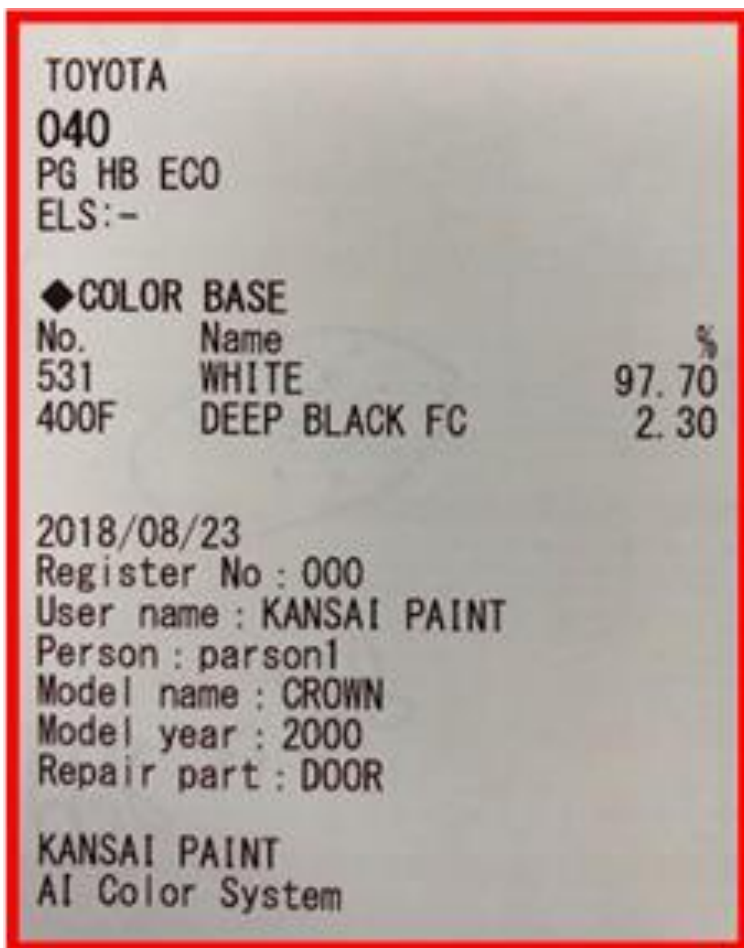 TOYOTA
040
PG HB ECO
ELS:-
◆COLOR BASE
No. Name %
531 WHITE 97.70
400F DEEP BLACK FC 2.30
2018/08/23
Register No : 000
User name : KANSAI PAINT
Person : parson1
Model name : CROWN
Model year : 2000
Repair part : DOOR
KANSAI PAINT
AI Color System